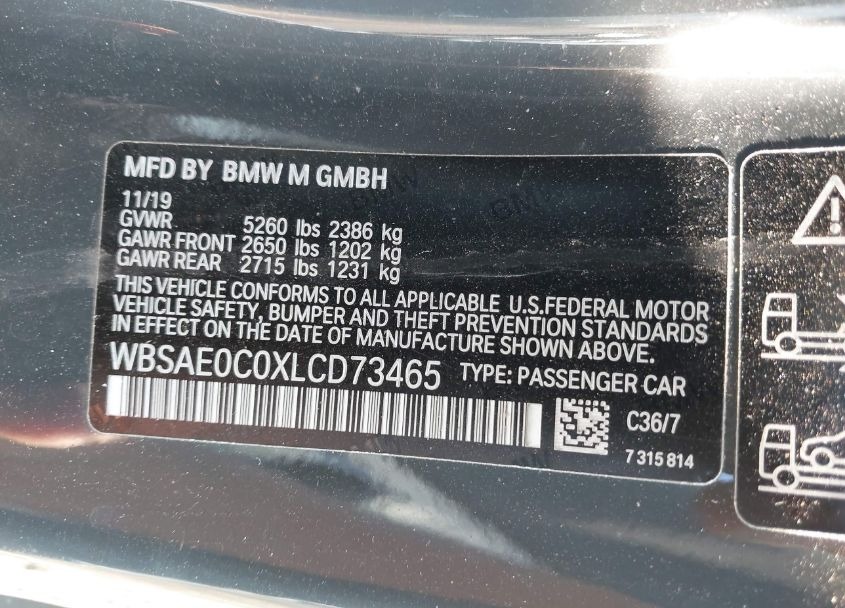 MFD BY BMW M GMBH
11/19
GVWR 5260 lbs 2386 kg
GAWR FRONT 2650 lbs 1202 kg
GAWR REAR 2715 lbs 1231 kg
THIS VEHICLE CONFORMS TO ALL APPLICABLE U.S.FEDERAL MOTOR
VEHICLE SAFETY, BUMPER AND THEFT PREVENTION STANDARDS
IN EFFECT ON THE DATE OF MANUFACTURE SHOWN ABOVE.
WBSAE0C0XLCD73465 TYPE: PASSENGER CAR
C36/7
7 315 814